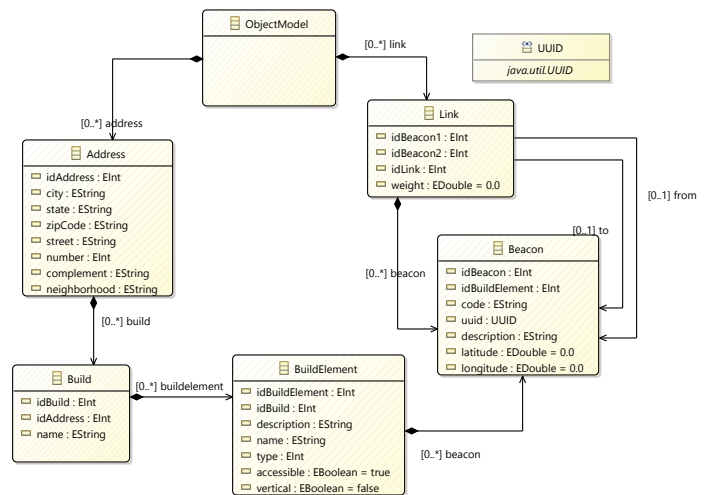 ObjectModel
[0..*] link
UUID
java.util.UUID
[0..*] address
Link
idBeacon1 : EInt
idBeacon2 : EInt
idLink : EInt
weight : EDouble = 0.0
Address
idAddress : EInt
city : EString
state : EString
zipCode : EString
street : EString
number : EInt
complement : EString
neighborhood : EString
[0..1] from
[0..1] to
Beacon
idBeacon : EInt
idBuildElement : EInt
code : EString
uuid : UUID
description : EString
latitude : EDouble = 0.0
longitude : EDouble = 0.0
[0..*] beacon
[0..*] build
Build
idBuild : EInt
idAddress : EInt
name : EString
[0..*] buildelement
BuildElement
idBuildElement : EInt
idBuild : EInt
description : EString
name : EString
type : EInt
accessible : EBoolean = true
vertical : EBoolean = false
[0..*] beacon